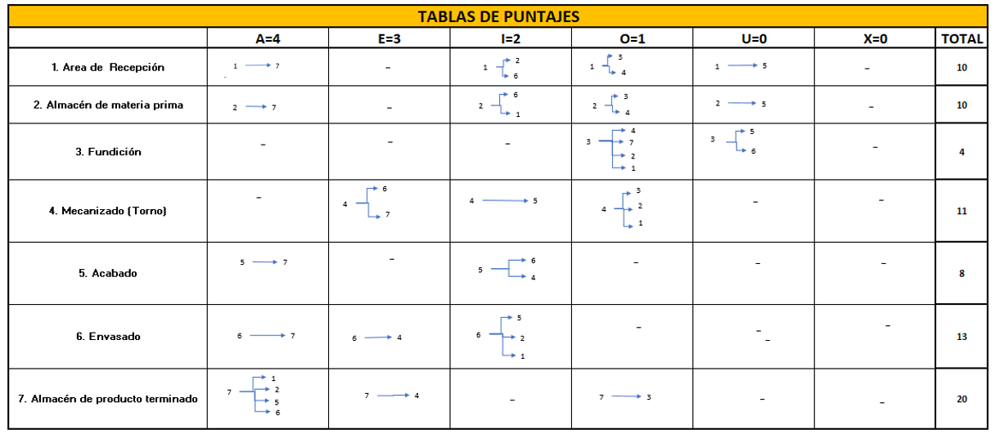 TABLAS DE PUNTAJES
A=4 E=3 I=2 O=1 U=0 X=0 TOTAL
1. Area de Recepción 1 7 – 1 2 6 1 3 4 1 5 – 10
2. Almacén de materia prima 2 7 – 2 6 1 2 3 4 2 5 – 10
3. Fundición – – – 3 4 7 2 1 3 5 6 – 4
4. Mecanizado (Torno) – 4 6 7 4 5 4 3 2 1 – – 11
5. Acabado 5 7 – 5 6 4 – – – 8
6. Envasado 6 7 6 4 6 5 2 1 – – – – 13
7. Almacén de producto terminado 7 1 2 5 6 7 4 – 7 3 – – 20